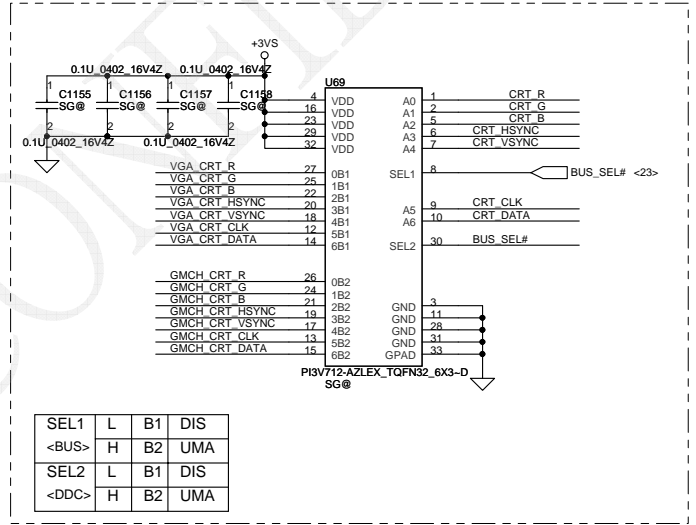 +3VS
0.1U_0402_16V4Z 0.1U_0402_16V4Z
U69
1 1 1 1
C1155 C1156 C1157 C1158
SG@ SG@ SG@ SG@
2 2 2 2
0.1U_0402_16V4Z 0.1U_0402_16V4Z
4 VDD A0 1 CRT_R
16 VDD A1 2 CRT_G
23 VDD A2 5 CRT_B
29 VDD A3 6 CRT_HSYNC
32 VDD A4 7 CRT_VSYNC
VGA_CRT_R 27 0B1 SEL1 8 BUS_SEL# <23>
VGA_CRT_G 25 1B1
VGA_CRT_B 22 2B1
VGA_CRT_HSYNC 20 3B1
VGA_CRT_VSYNC 18 4B1 A5 9 CRT_CLK
VGA_CRT_CLK 12 5B1 A6 10 CRT_DATA
VGA_CRT_DATA 14 6B1 SEL2 30 BUS_SEL#
GMCH_CRT_R 26 0B2
GMCH_CRT_G 24 1B2
GMCH_CRT_B 21 2B2 GND 3
GMCH_CRT_HSYNC 19 3B2 GND 11
GMCH_CRT_VSYNC 17 4B2 GND 28
GMCH_CRT_CLK 13 5B2 GND 31
GMCH_CRT_DATA 15 6B2 GPAD 33
PI3V712-AZLEX_TQFN32_6X3~D
SG@
SEL1 L B1 DIS
<BUS> H B2 UMA
SEL2 L B1 DIS
<DDC> H B2 UMA